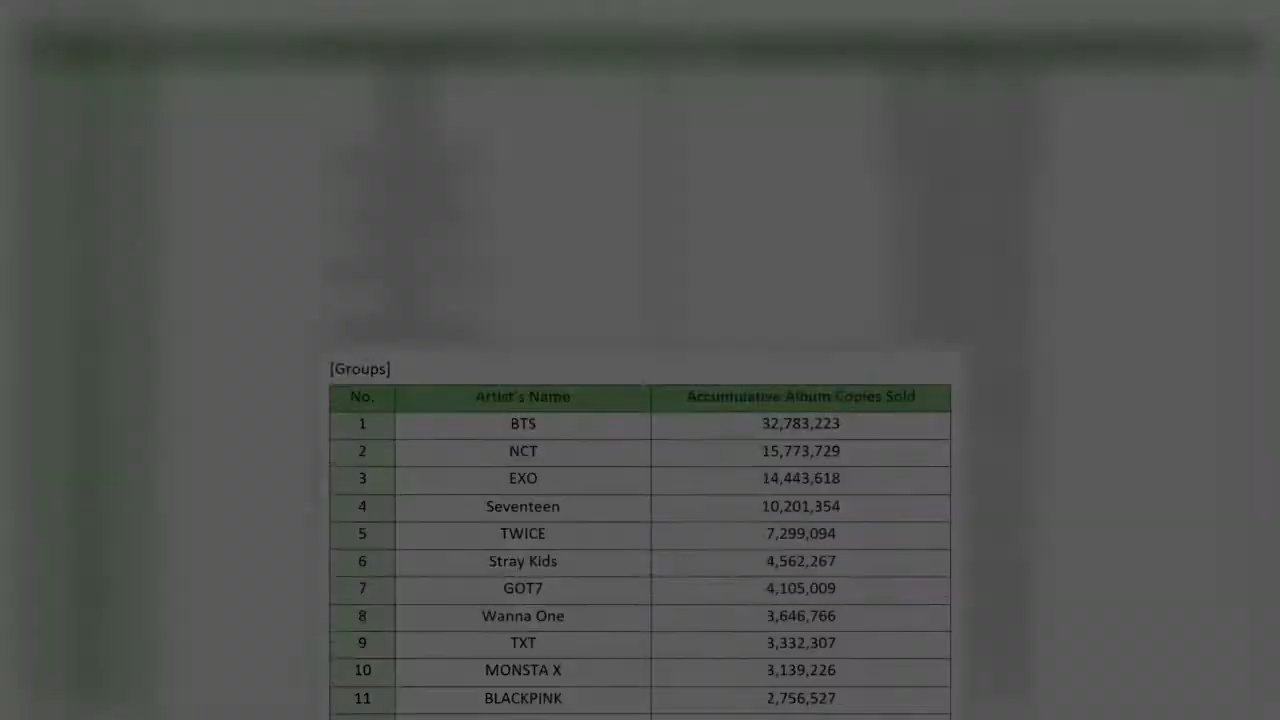 [Groups]
No. Artist's Name Accumulative Album Copies Sold
1 BTS 32,783,223
2 NCT 15,773,729
3 EXO 14,443,618
4 Seventeen 10,201,354
5 TWICE 7,299,094
6 Stray Kids 4,562,267
7 GOT7 4,105,009
8 Wanna One 3,646,766
9 TXT 3,332,307
10 MONSTA X 3,139,226
11 BLACKPINK 2,756,527